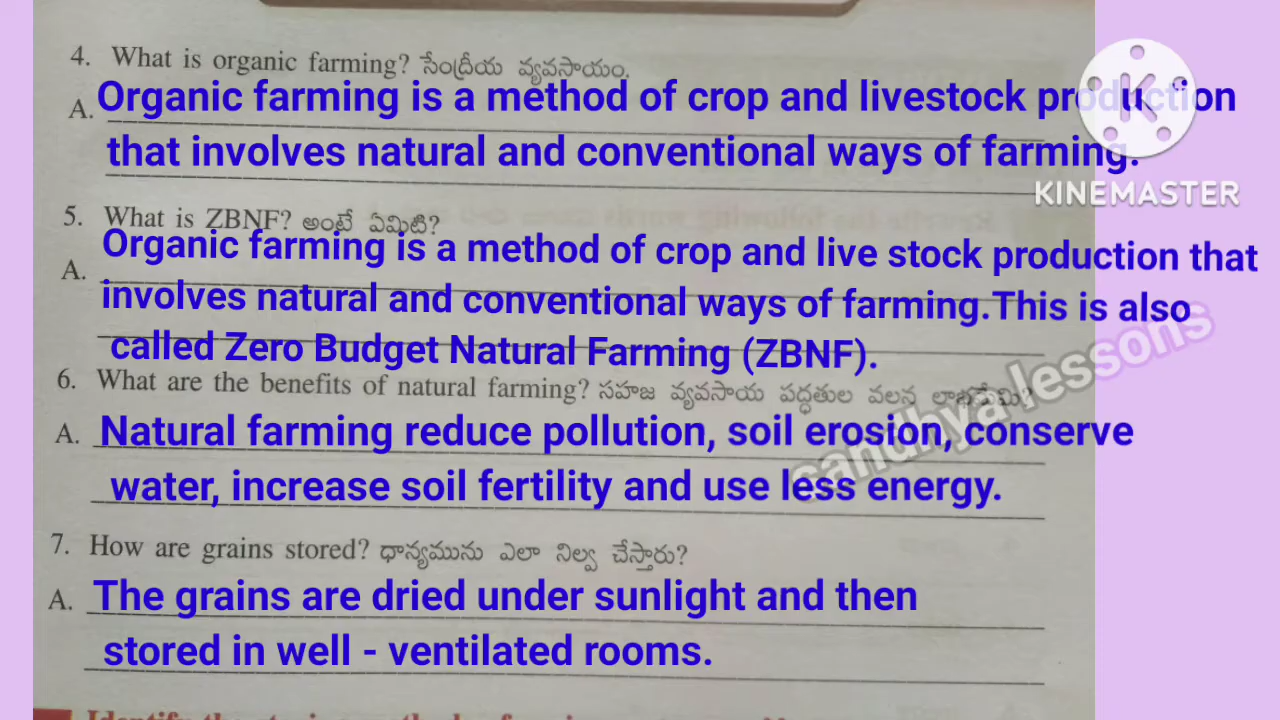 4. What is organic farming? సేంద్రీయ వ్యవసాయం.
A. Organic farming is a method of crop and livestock production
that involves natural and conventional ways of farming.
KINEMASTER
5. What is ZBNF? అంటే ఏమిటి?
A. Organic farming is a method of crop and live stock production that
involves natural and conventional ways of farming.This is also
called Zero Budget Natural Farming (ZBNF).
6. What are the benefits of natural farming? సహజ వ్యవసాయ పద్ధతుల వలన లాభమేమి?
A. Natural farming reduce pollution, soil erosion, conserve
water, increase soil fertility and use less energy.
sandhya lessons
7. How are grains stored? ధాన్యమును ఎలా నిల్వ చేస్తారు?
A. The grains are dried under sunlight and then
stored in well - ventilated rooms.